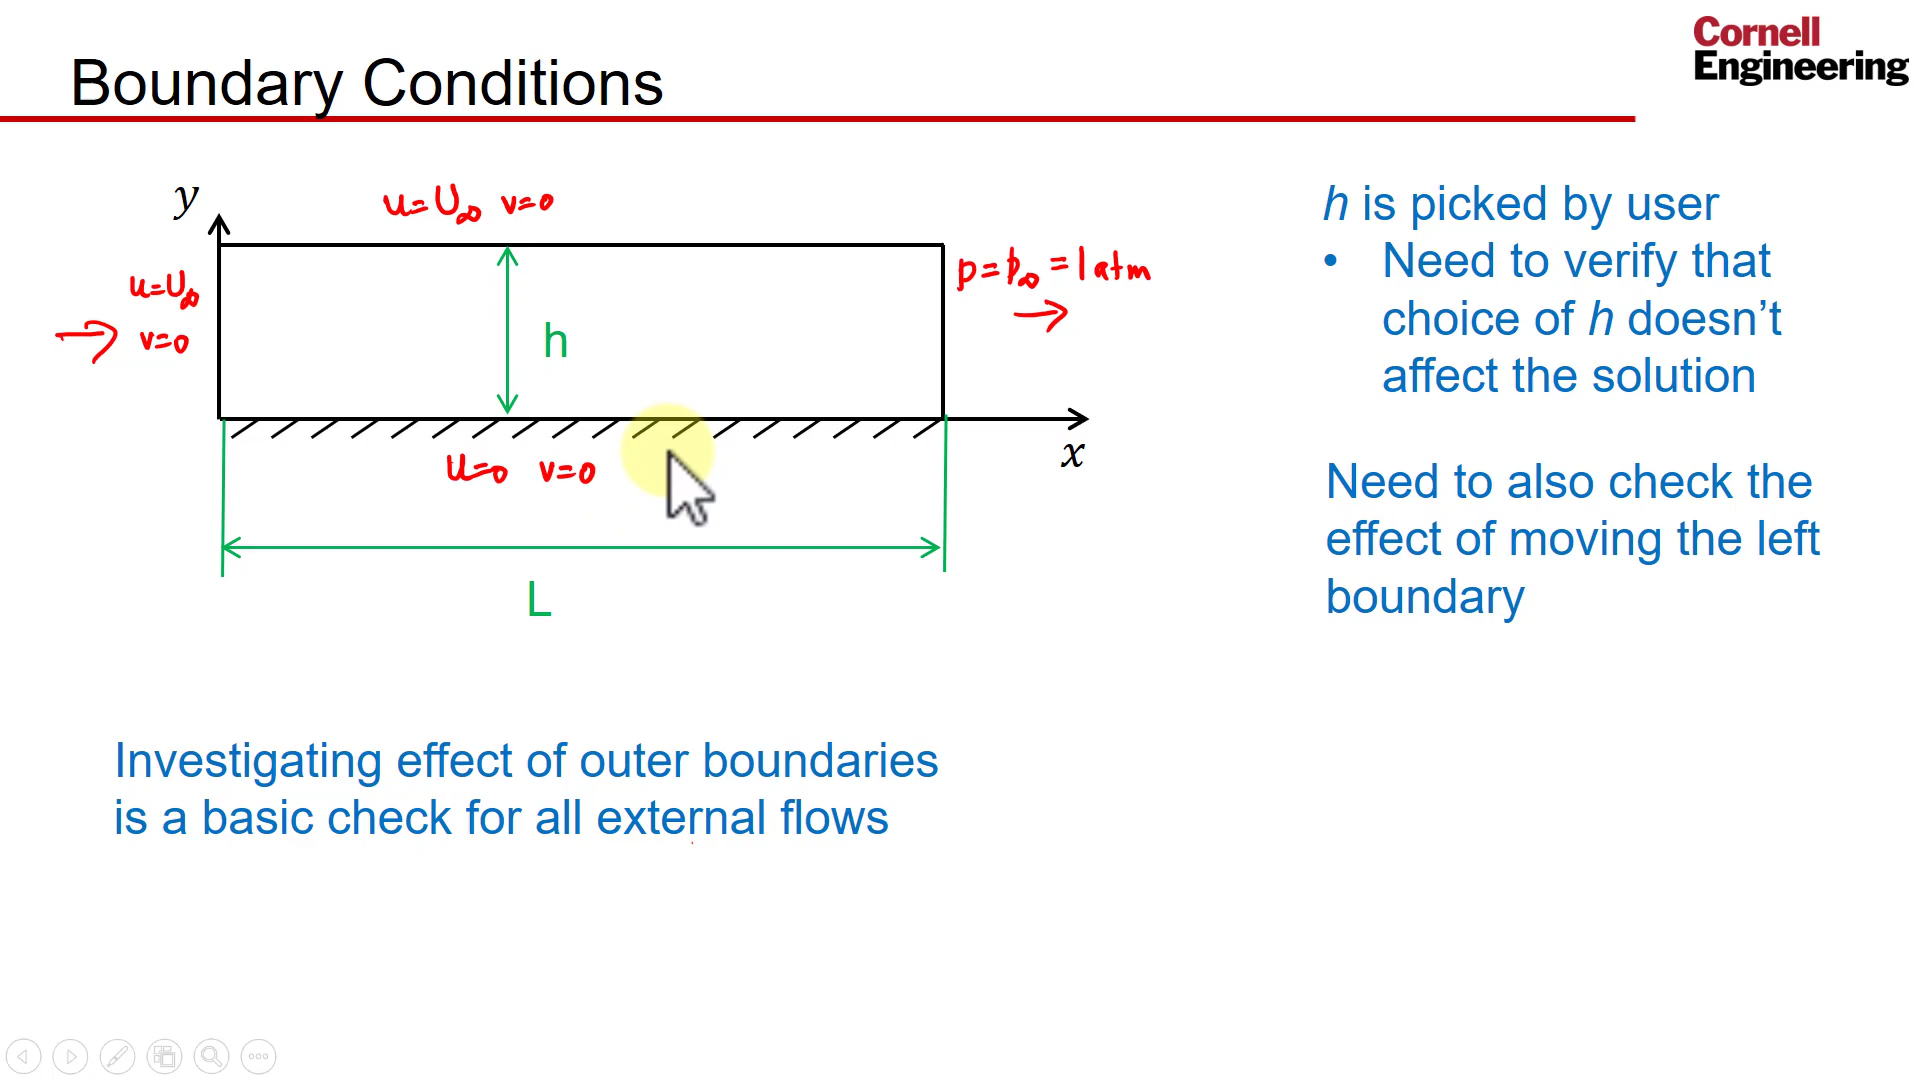 Boundary Conditions
Cornell
Engineering
y
u=U∞ v=0
u=U∞
v=0
h
p=p∞=1atm
x
u=0 v=0
L
h is picked by user
• Need to verify that
choice of h doesn’t
affect the solution
Need to also check the
effect of moving the left
boundary
Investigating effect of outer boundaries
is a basic check for all external flows